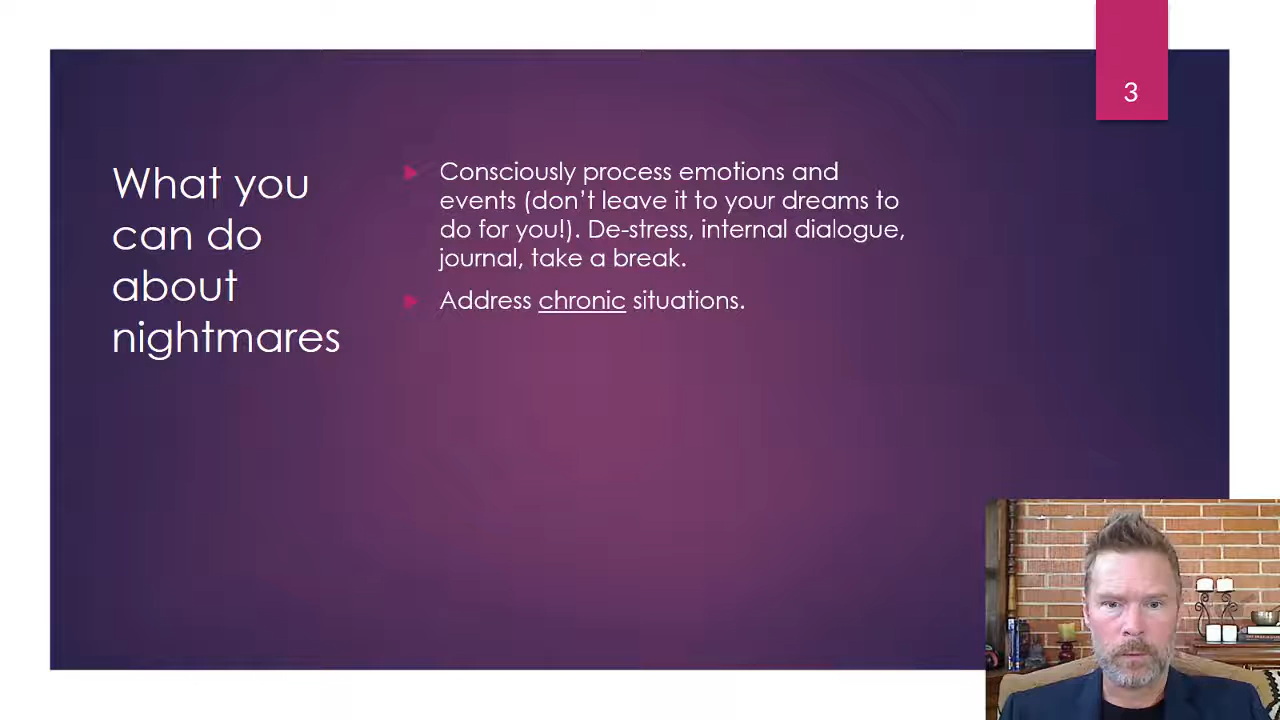 3
What you
can do
about
nightmares
Consciously process emotions and
events (don’t leave it to your dreams to
do for you!). De-stress, internal dialogue,
journal, take a break.
Address chronic situations.